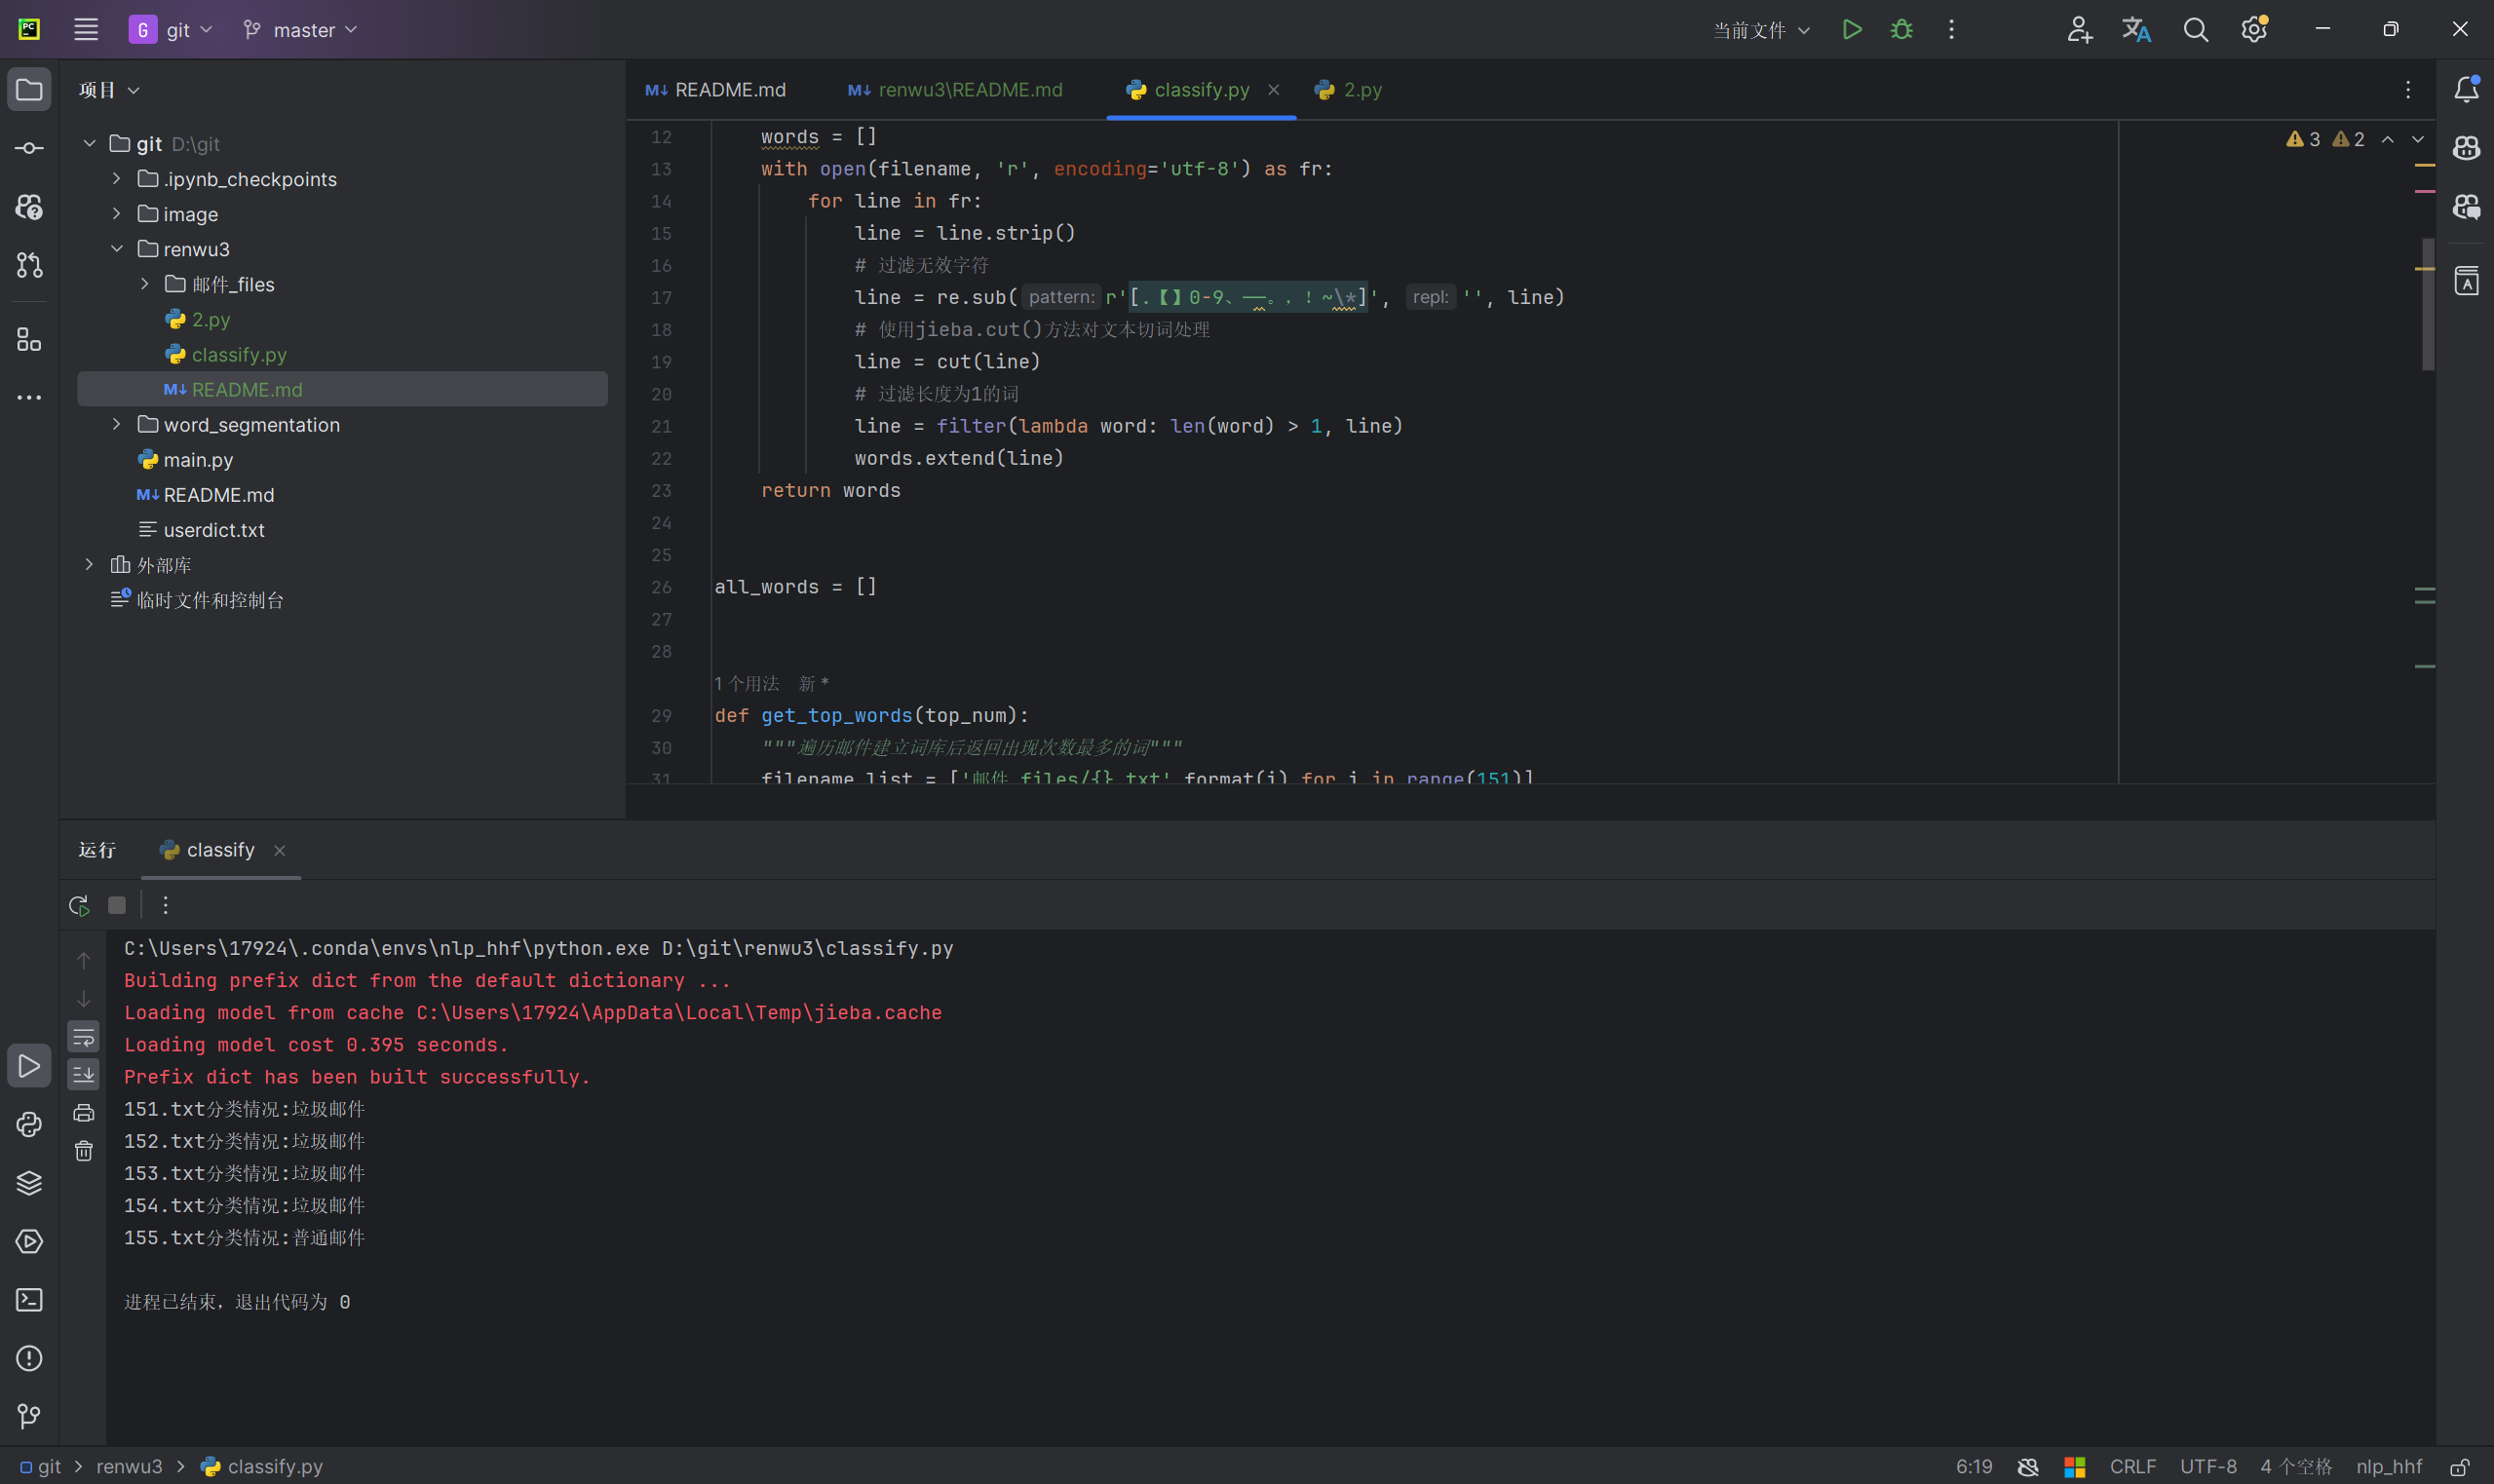 G git master 当前文件
项目
git D:\git
.ipynb_checkpoints
image
renwu3
邮件_files
2.py
classify.py
M↓ README.md
word_segmentation
main.py
M↓ README.md
userdict.txt
外部库
临时文件和控制台
M↓ README.md M↓ renwu3\README.md classify.py 2.py
3 2
12 words = []
13 with open(filename, 'r', encoding='utf-8') as fr:
14 for line in fr:
15 line = line.strip()
16 # 过滤无效字符
17 line = re.sub( pattern: r'[.【】0-9、——。，！~\*]', repl: '', line)
18 # 使用jieba.cut()方法对文本切词处理
19 line = cut(line)
20 # 过滤长度为1的词
21 line = filter(lambda word: len(word) > 1, line)
22 words.extend(line)
23 return words
24
25
26 all_words = []
27
28
1个用法 新 *
29 def get_top_words(top_num):
30 """遍历邮件建立词库后返回出现次数最多的词"""
31 filename_list = ['邮件_files/{}.txt'.format(i) for i in range(151)]
运行 classify
C:\Users\17924\.conda\envs\nlp_hhf\python.exe D:\git\renwu3\classify.py
Building prefix dict from the default dictionary ...
Loading model from cache C:\Users\17924\AppData\Local\Temp\jieba.cache
Loading model cost 0.395 seconds.
Prefix dict has been built successfully.
151.txt分类情况:垃圾邮件
152.txt分类情况:垃圾邮件
153.txt分类情况:垃圾邮件
154.txt分类情况:垃圾邮件
155.txt分类情况:普通邮件
进程已结束，退出代码为 0
git > renwu3 > classify.py 6:19 CRLF UTF-8 4 个空格 nlp_hhf